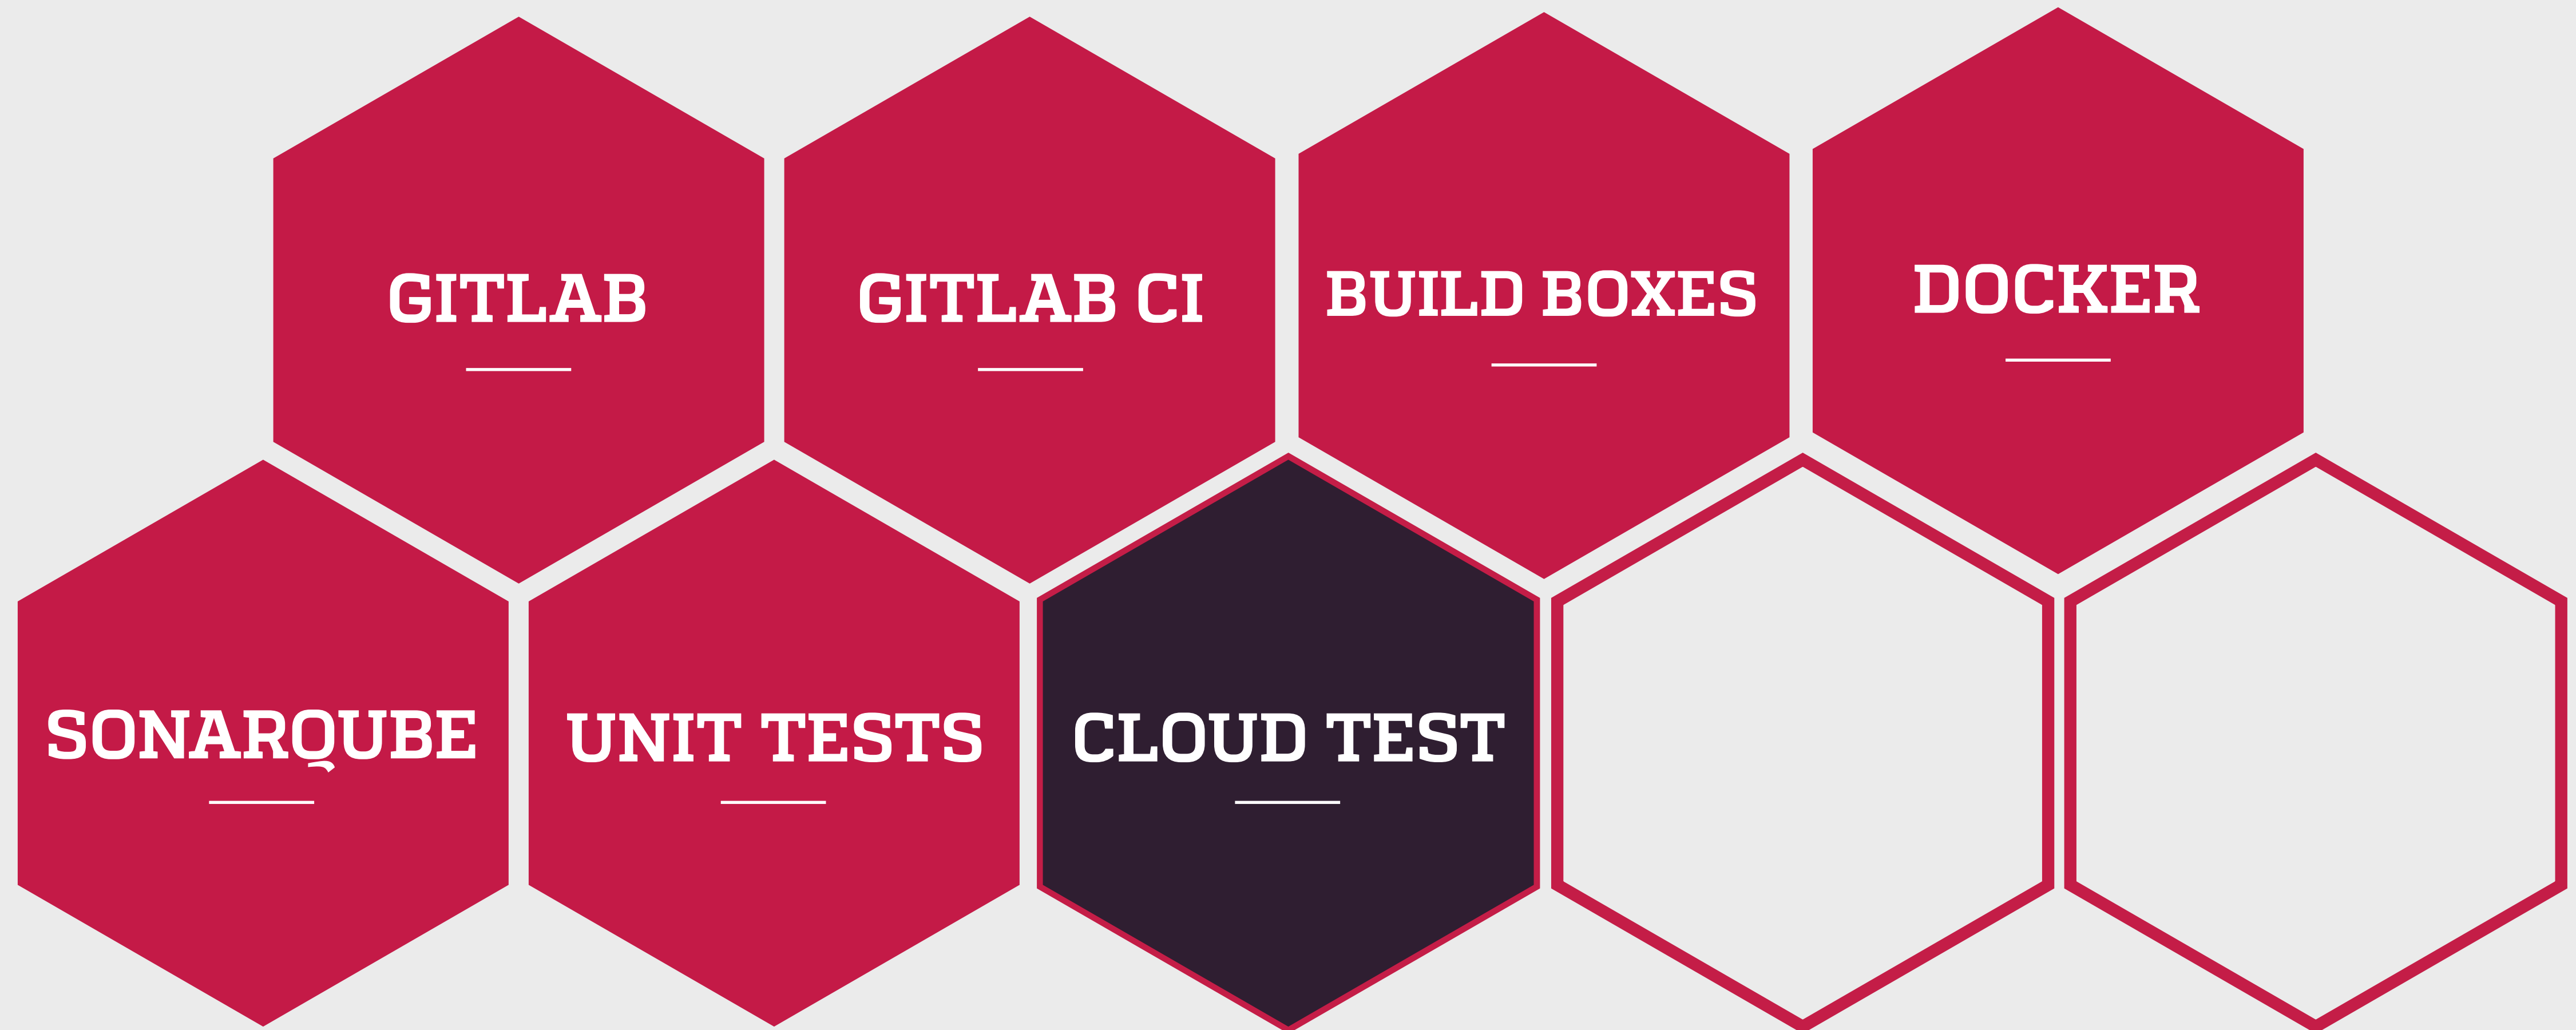 GITLAB
GITLAB CI
BUILD BOXES
DOCKER
SONARQUBE
UNIT TESTS
CLOUD TEST